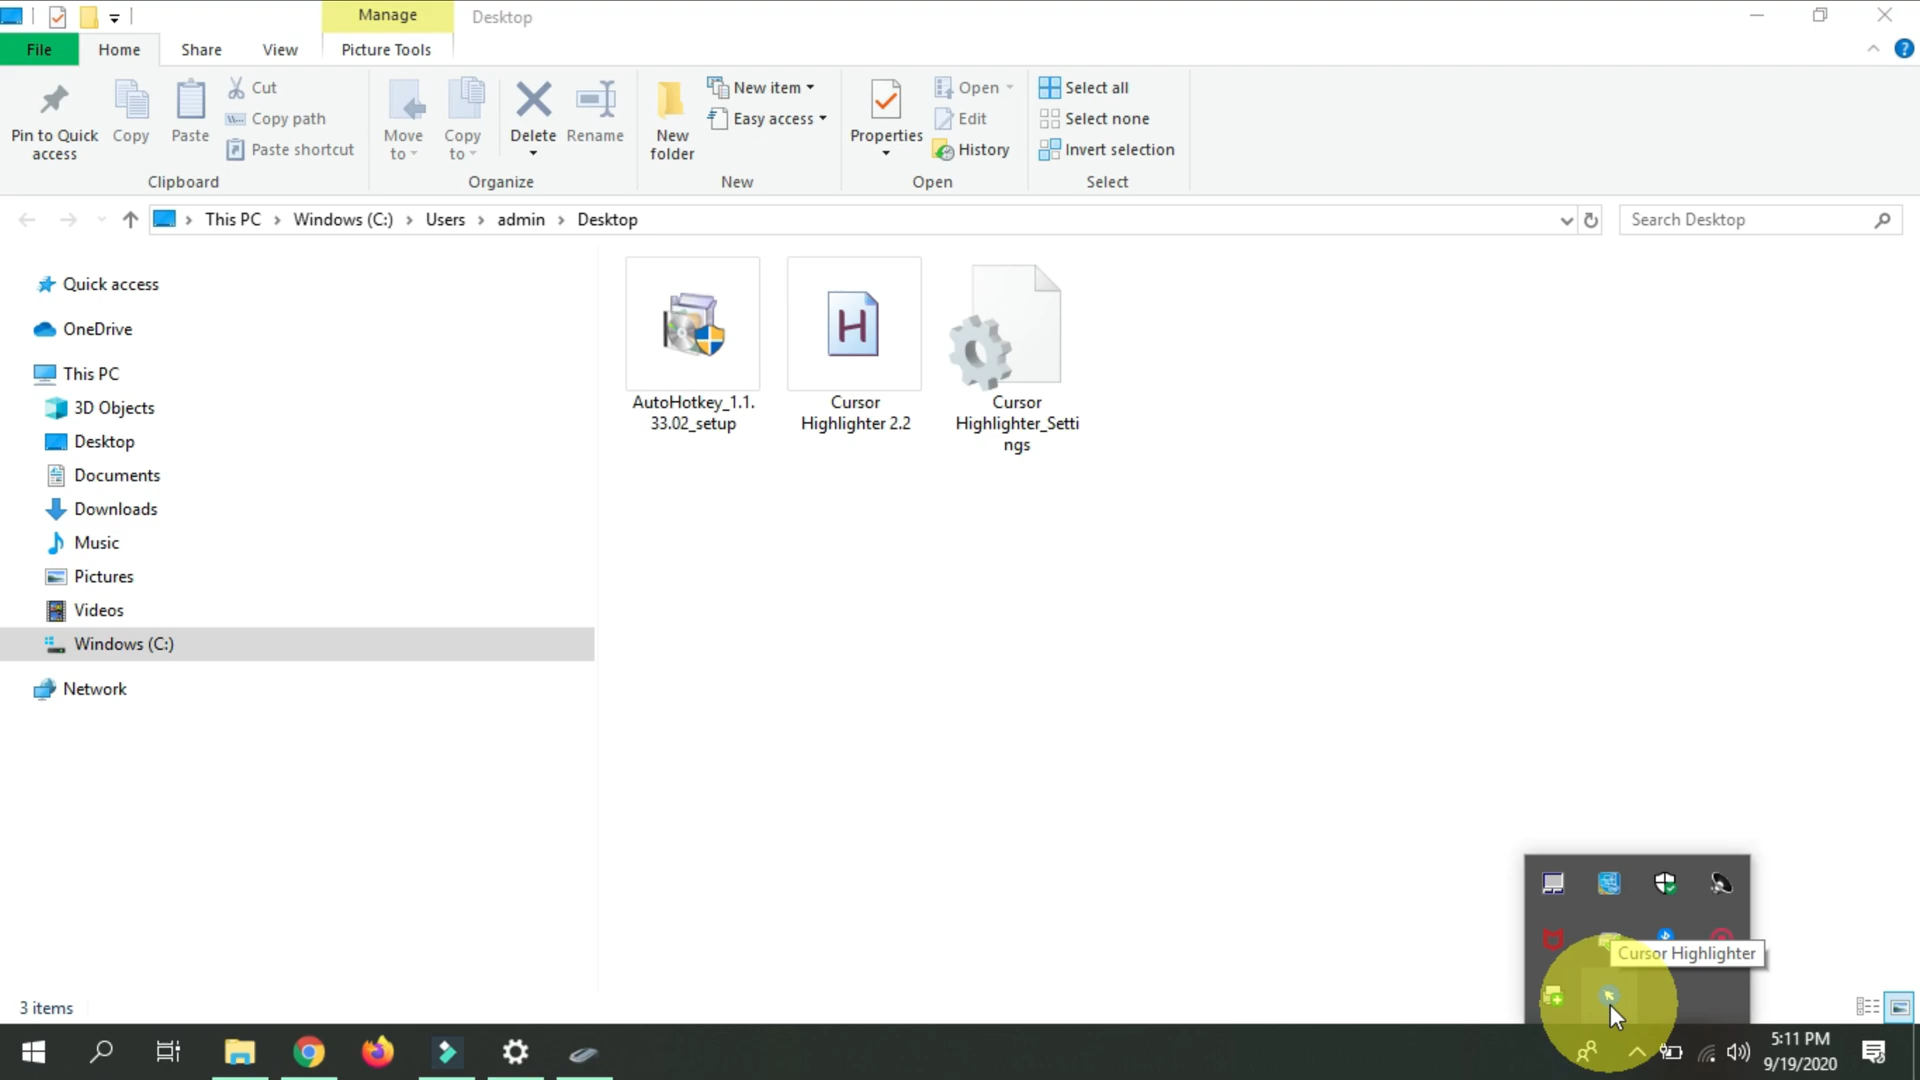 Manage
Desktop
File
Home
Share
View
Picture Tools
Pin to Quick
access
Copy
Paste
Cut
Copy path
Paste shortcut
Clipboard
Move
to
Copy
to
Delete
Rename
Organize
New
folder
New item
Easy access
New
Properties
Open
Edit
History
Open
Select all
Select none
Invert selection
Select
This PC > Windows (C:) > Users > admin > Desktop
Search Desktop
Quick access
OneDrive
This PC
3D Objects
Desktop
Documents
Downloads
Music
Pictures
Videos
Windows (C:)
Network
AutoHotkey_1.1.
33.02_setup
H
Cursor
Highlighter 2.2
Cursor
Highlighter_Setti
ngs
Cursor Highlighter
3 items
5:11 PM
9/19/2020